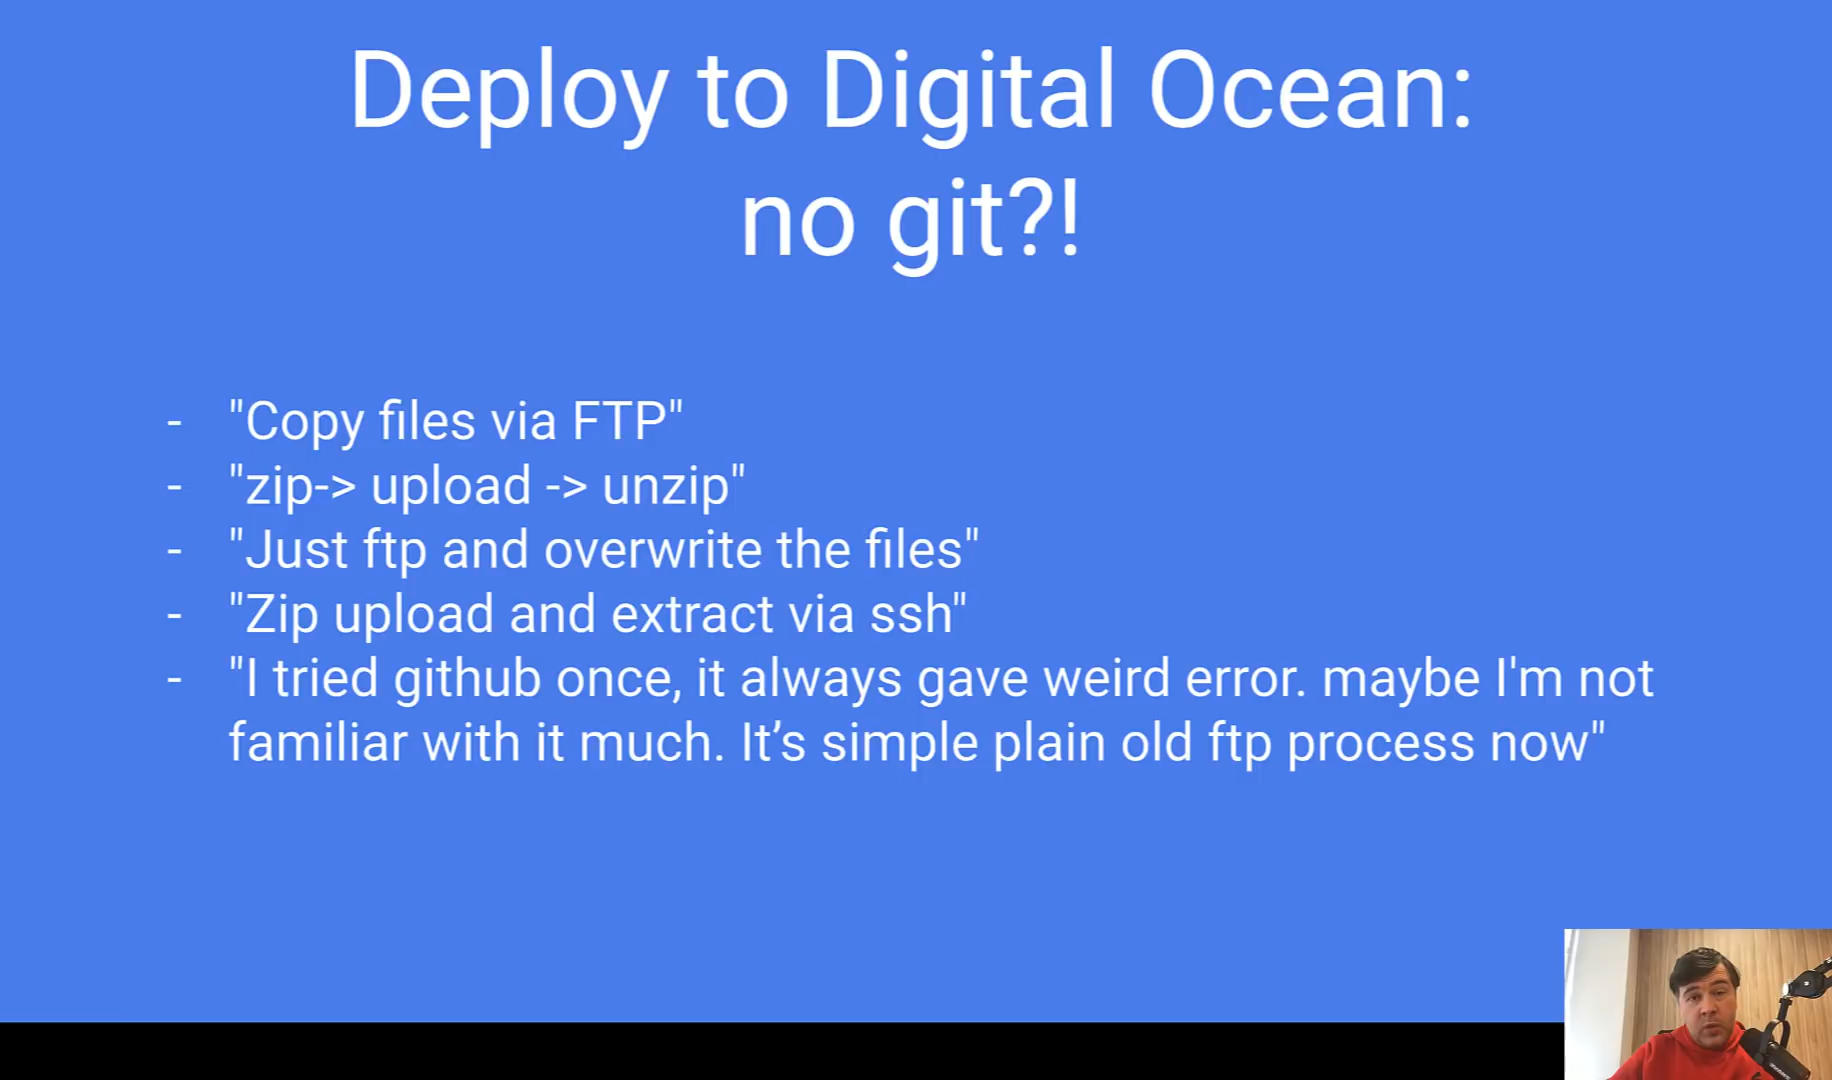 Deploy to Digital Ocean:
no git?!
- "Copy files via FTP"
- "zip-> upload -> unzip"
- "Just ftp and overwrite the files"
- "Zip upload and extract via ssh"
- "I tried github once, it always gave weird error. maybe I'm not
familiar with it much. It’s simple plain old ftp process now"